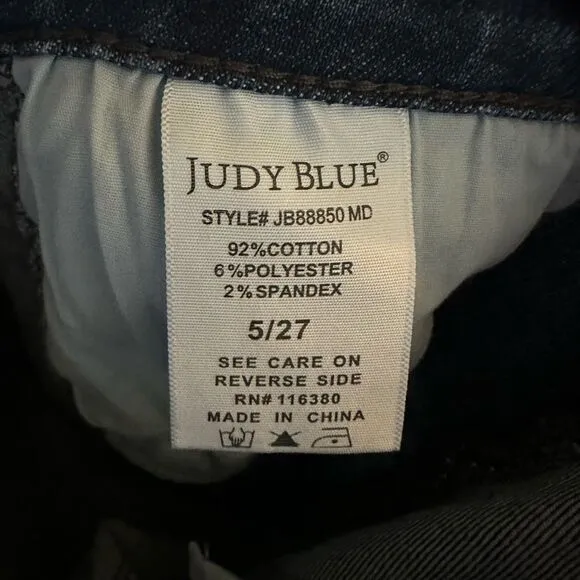 JUDY BLUE®
STYLE# JB88850 MD
92%COTTON
6%POLYESTER
2%SPANDEX
5/27
SEE CARE ON
REVERSE SIDE
RN# 116380
MADE IN CHINA